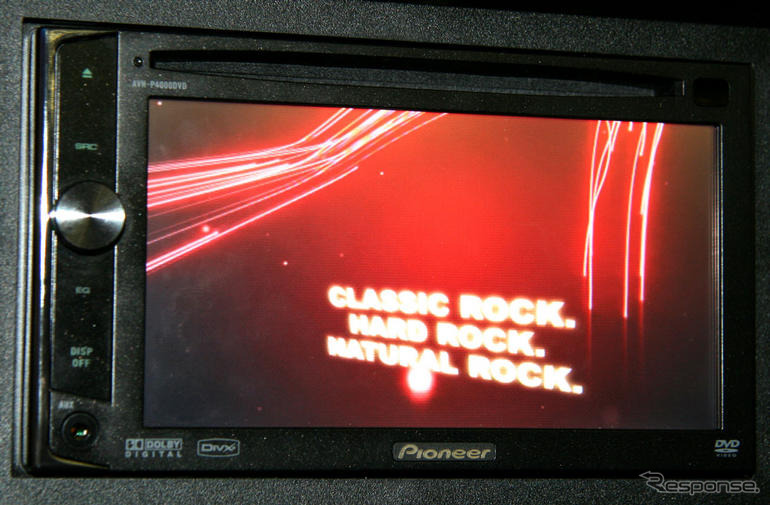 AVH-P4000DVD
SRC
EQ
DISP
OFF
AUX
CLASSIC ROCK.
HARD ROCK.
NATURAL ROCK.
DOLBY
DIGITAL
DivX
Pioneer
DVD
VIDEO
Response.